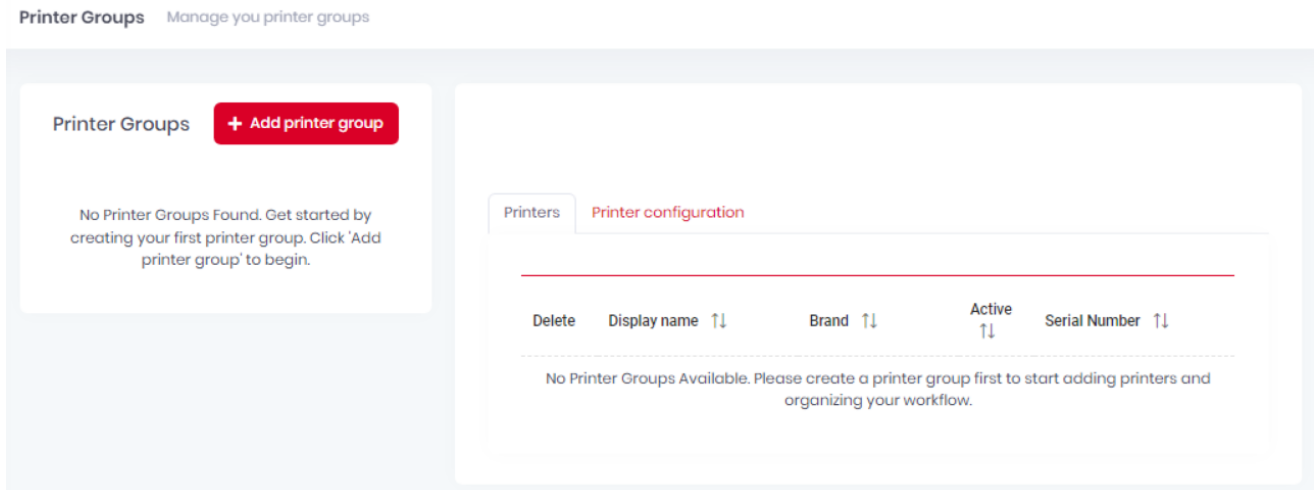 Printer Groups Manage you printer groups
Printer Groups
+ Add printer group
No Printer Groups Found. Get started by
creating your first printer group. Click 'Add
printer group' to begin.
Printers Printer configuration
Delete Display name ↑↓ Brand ↑↓ Active ↑↓ Serial Number ↑↓
No Printer Groups Available. Please create a printer group first to start adding printers and
organizing your workflow.